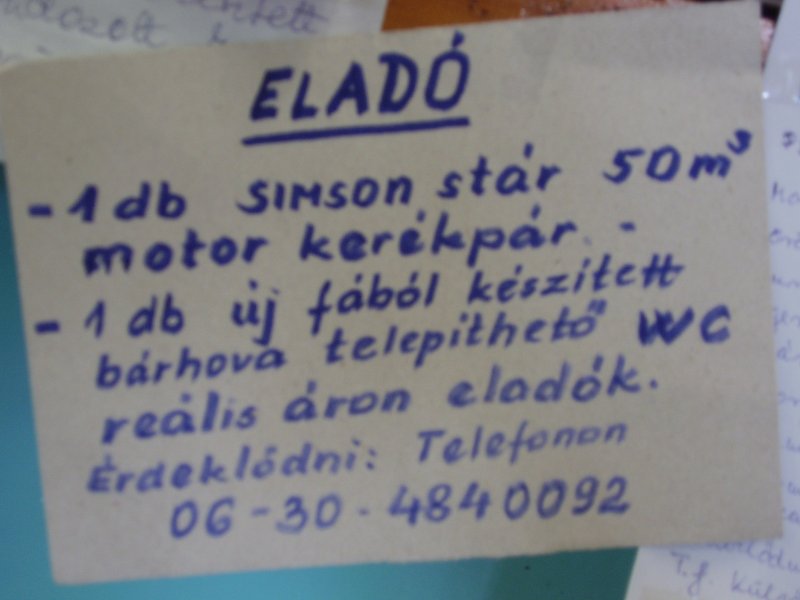 ELADÓ
- 1 db SIMSON stár 50m³
motor kerékpár. -
- 1 db új fából készitett
bárhova telepithető WC
reális áron eladók.
Érdeklődni: Telefonon
06-30-4840092